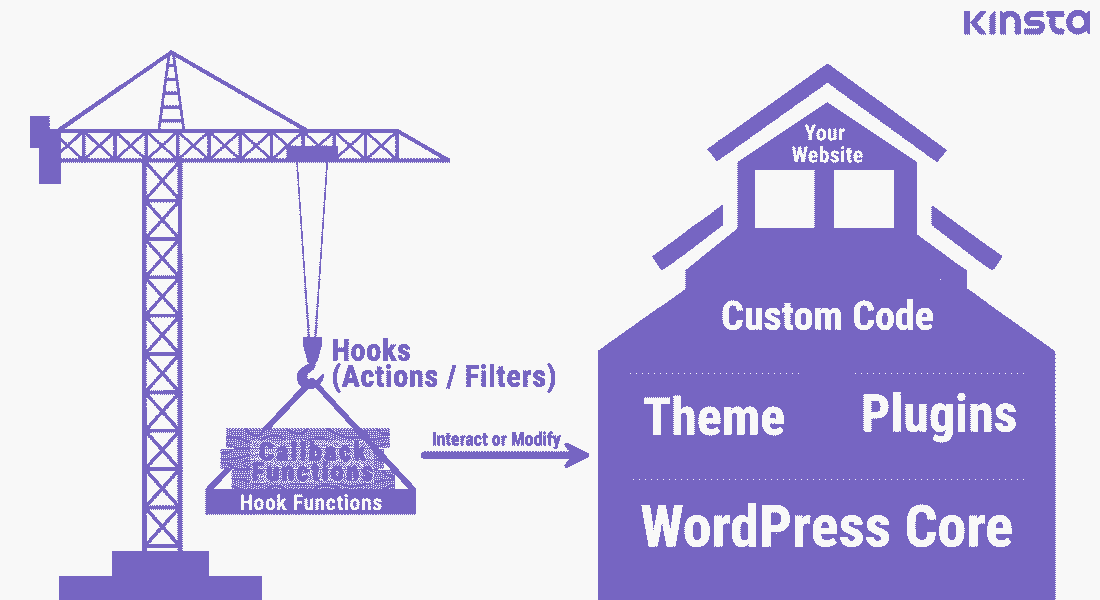 Kinsta
Your
Website
Custom Code
Hooks
(Actions / Filters)
Theme
Plugins
Interact or Modify
Callback
Functions
Hook Functions
WordPress Core